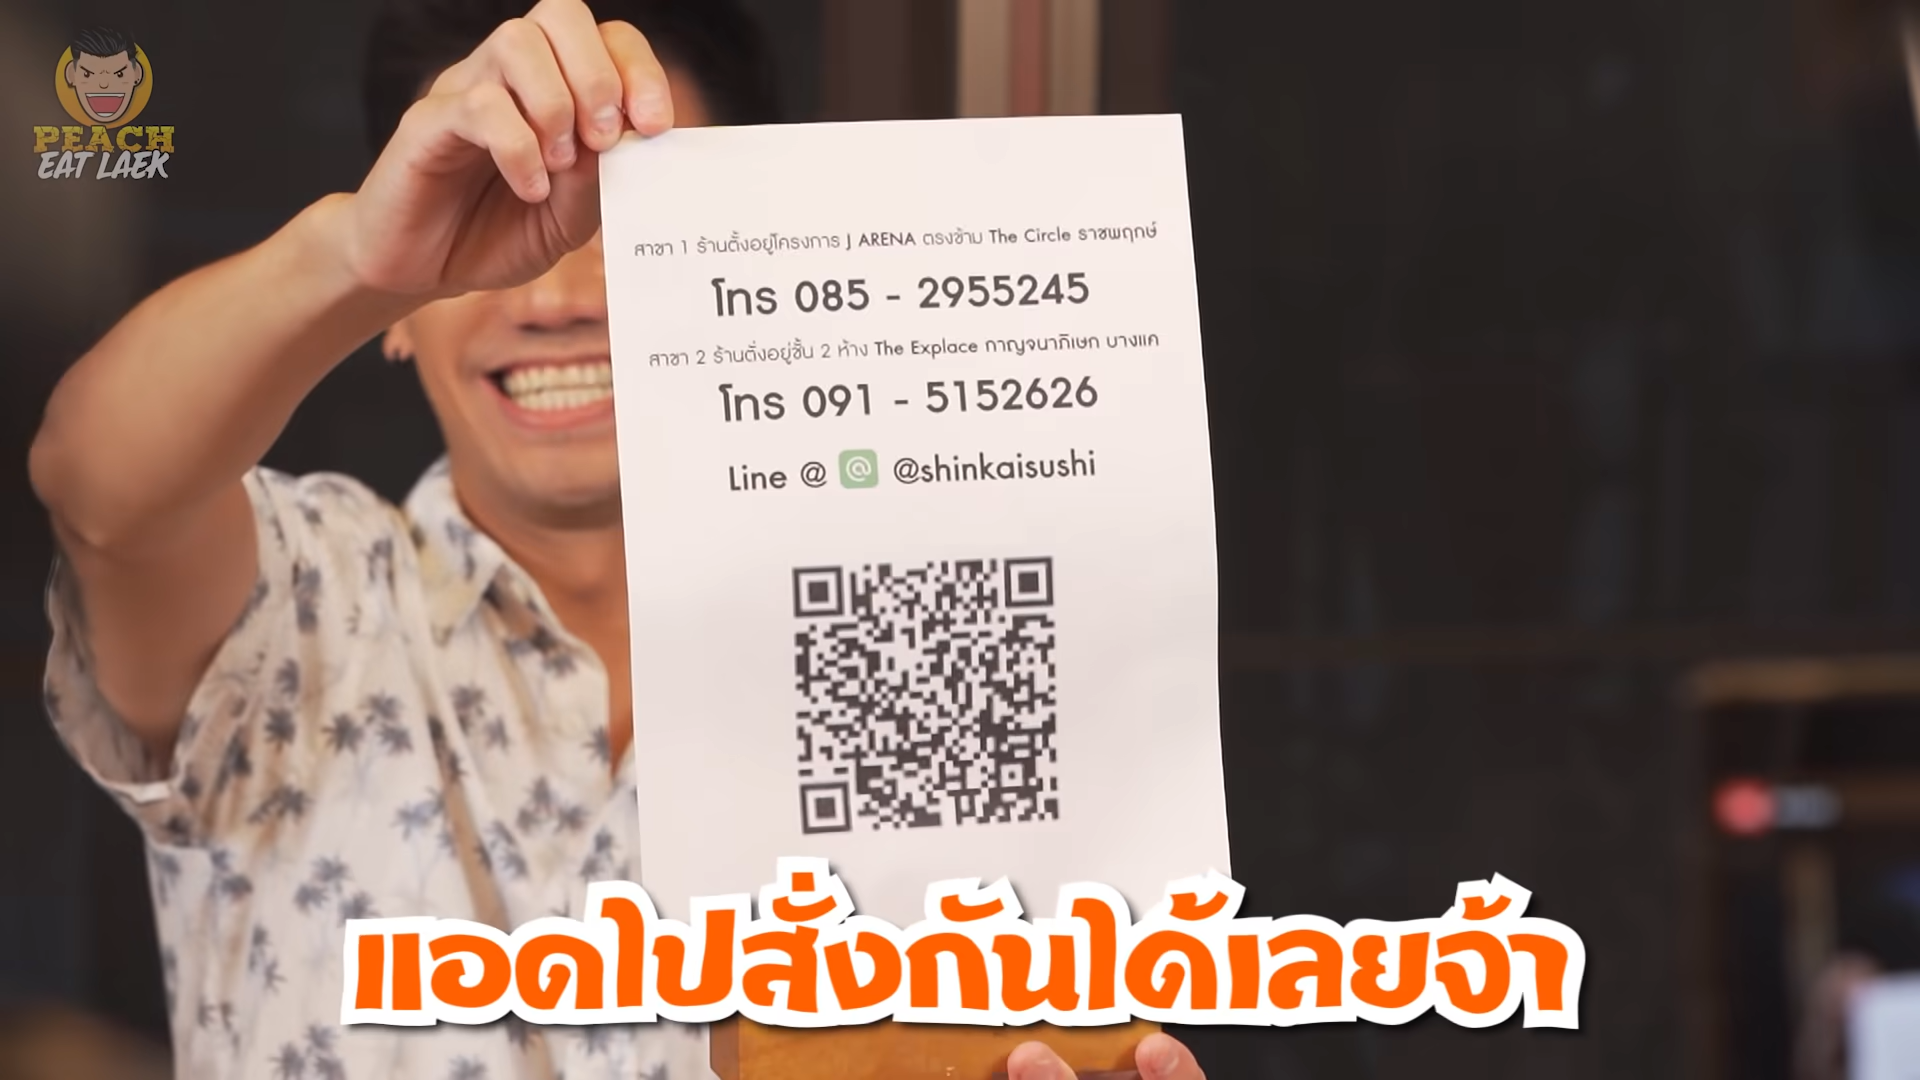 PEACH
EAT LAEK
สาขา 1 ร้านตั้งอยู่โครงการ J ARENA ตรงข้าม The Circle ราชพฤกษ์
โทร 085 - 2955245
สาขา 2 ร้านตั่งอยู่ชั้น 2 ห้าง The Explace กาญจนาภิเษก บางแค
โทร 091 - 5152626
Line @ @ @shinkaisushi
แอดไปสั่งกันได้เลยจ้า